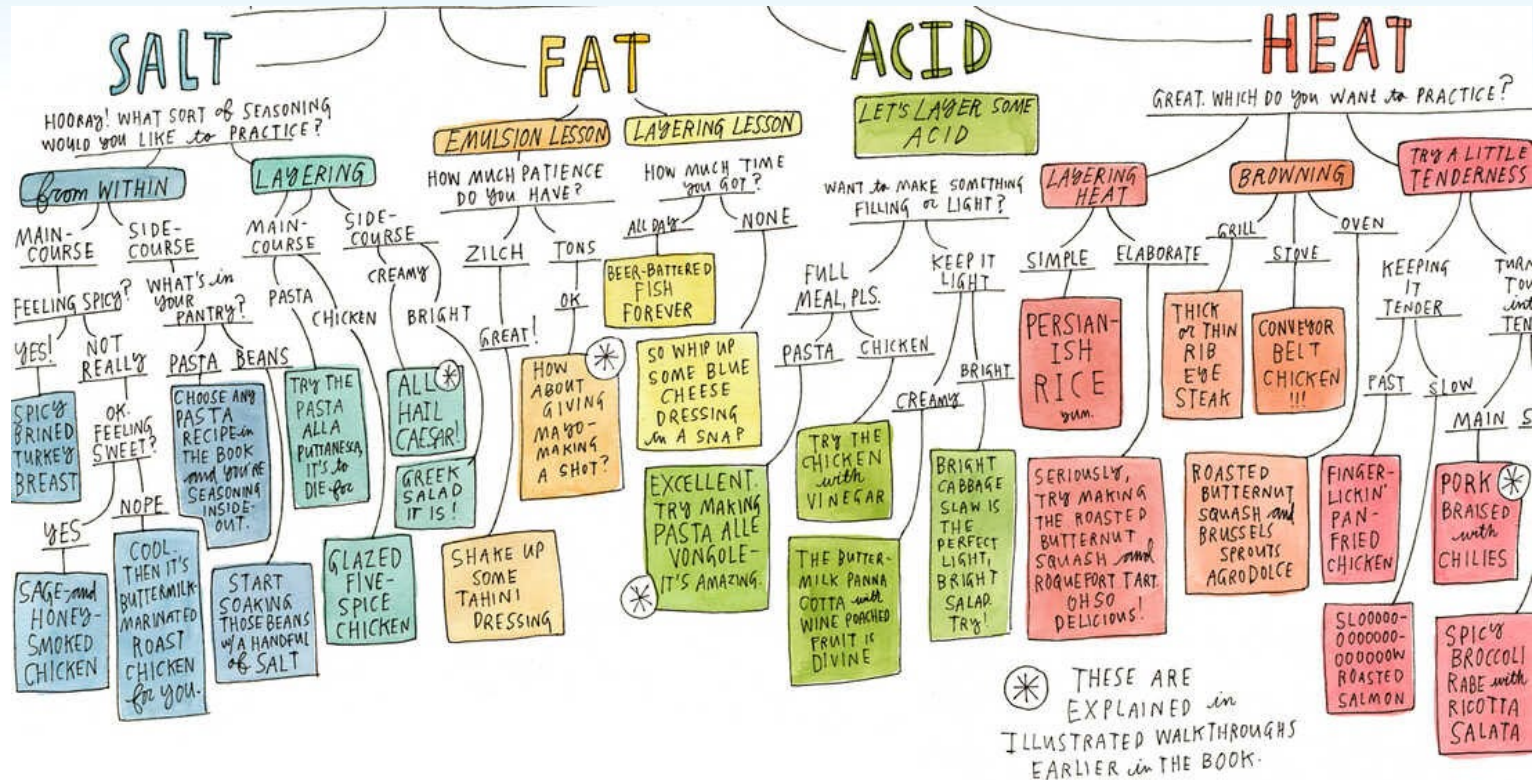 SALT
HOORAY! WHAT SORT of SEASONING
WOULD YOU LIKE to PRACTICE?
from WITHIN
MAIN-
COURSE
FEELING SPICY?
YES!
SPICY
BRINED
TURKEY
BREAST
NOT
REALLY
OK.
FEELING
SWEET?
YES
SAGE-and
HONEY-
SMOKED
CHICKEN
NOPE
COOL.
THEN IT'S
BUTTERMILK-
MARINATED
ROAST
CHICKEN
for YOU.
SIDE-
COURSE
WHAT'S in
YOUR
PANTRY?
PASTA
CHOOSE ANY
PASTA
RECIPE in
THE BOOK
and YOU'RE
SEASONING
INSIDE-
OUT.
BEANS
START
SOAKING
THOSE BEANS
W/A HANDFUL
of SALT
LAYERING
MAIN-
COURSE
PASTA
TRY THE
PASTA
ALLA
PUTTANESCA,
IT'S to
DIE-for
CHICKEN
GLAZED
FIVE-
SPICE
CHICKEN
SIDE-
COURSE
CREAMY
ALL
HAIL
CAESAR!
BRIGHT
GREEK
SALAD
IT IS!
FAT
EMULSION LESSON
HOW MUCH PATIENCE
DO YOU HAVE?
ZILCH
GREAT!
SHAKE UP
SOME
TAHINI
DRESSING
TONS
OK
HOW
ABOUT
GIVING
MAYO-
MAKING
A SHOT?
LAYERING LESSON
HOW MUCH TIME
YOU GOT?
ALL DAY
BEER-BATTERED
FISH
FOREVER
NONE
SO WHIP UP
SOME BLUE
CHEESE
DRESSING
in A SNAP
ACID
LET'S LAYER SOME
ACID
WANT to MAKE SOMETHING
FILLING or LIGHT?
FULL
MEAL, PLS.
PASTA
EXCELLENT.
TRY MAKING
PASTA ALLE
VONGOLE-
IT'S AMAZING.
CHICKEN
TRY THE
CHICKEN
with
VINEGAR
KEEP IT
LIGHT
CREAMY
THE BUTTER-
MILK PANNA
COTTA with
WINE POACHED
FRUIT IS
DIVINE
BRIGHT
BRIGHT
CABBAGE
SLAW IS
THE
PERFECT
LIGHT,
BRIGHT
SALAD.
TRY!
HEAT
GREAT. WHICH DO YOU WANT to PRACTICE?
LAYERING
HEAT
SIMPLE
PERSIAN-
ISH
RICE
yum.
ELABORATE
SERIOUSLY,
TRY MAKING
THE ROASTED
BUTTERNUT
SQUASH and
ROQUEFORT TART.
OH SO
DELICIOUS!
BROWNING
GRILL
THICK
or THIN
RIB
EYE
STEAK
STOVE
CONVEYOR
BELT
CHICKEN
!!!
OVEN
ROASTED
BUTTERNUT
SQUASH and
BRUSSELS
SPROUTS
AGRODOLCE
TRY A LITTLE
TENDERNESS
KEEPING
IT
TENDER
FAST
FINGER-
LICKIN'
PAN-
FRIED
CHICKEN
SLOW
SLOOOOO-
OOOOOOO-
OOOOOOW
ROASTED
SALMON
TURN
TOU
into
TEN
MAIN
PORK
BRAISED
with
CHILIES
S
SPICY
BROCCOLI
RABE with
RICOTTA
SALATA
THESE ARE
EXPLAINED in
ILLUSTRATED WALKTHROUGHS
EARLIER in THE BOOK.